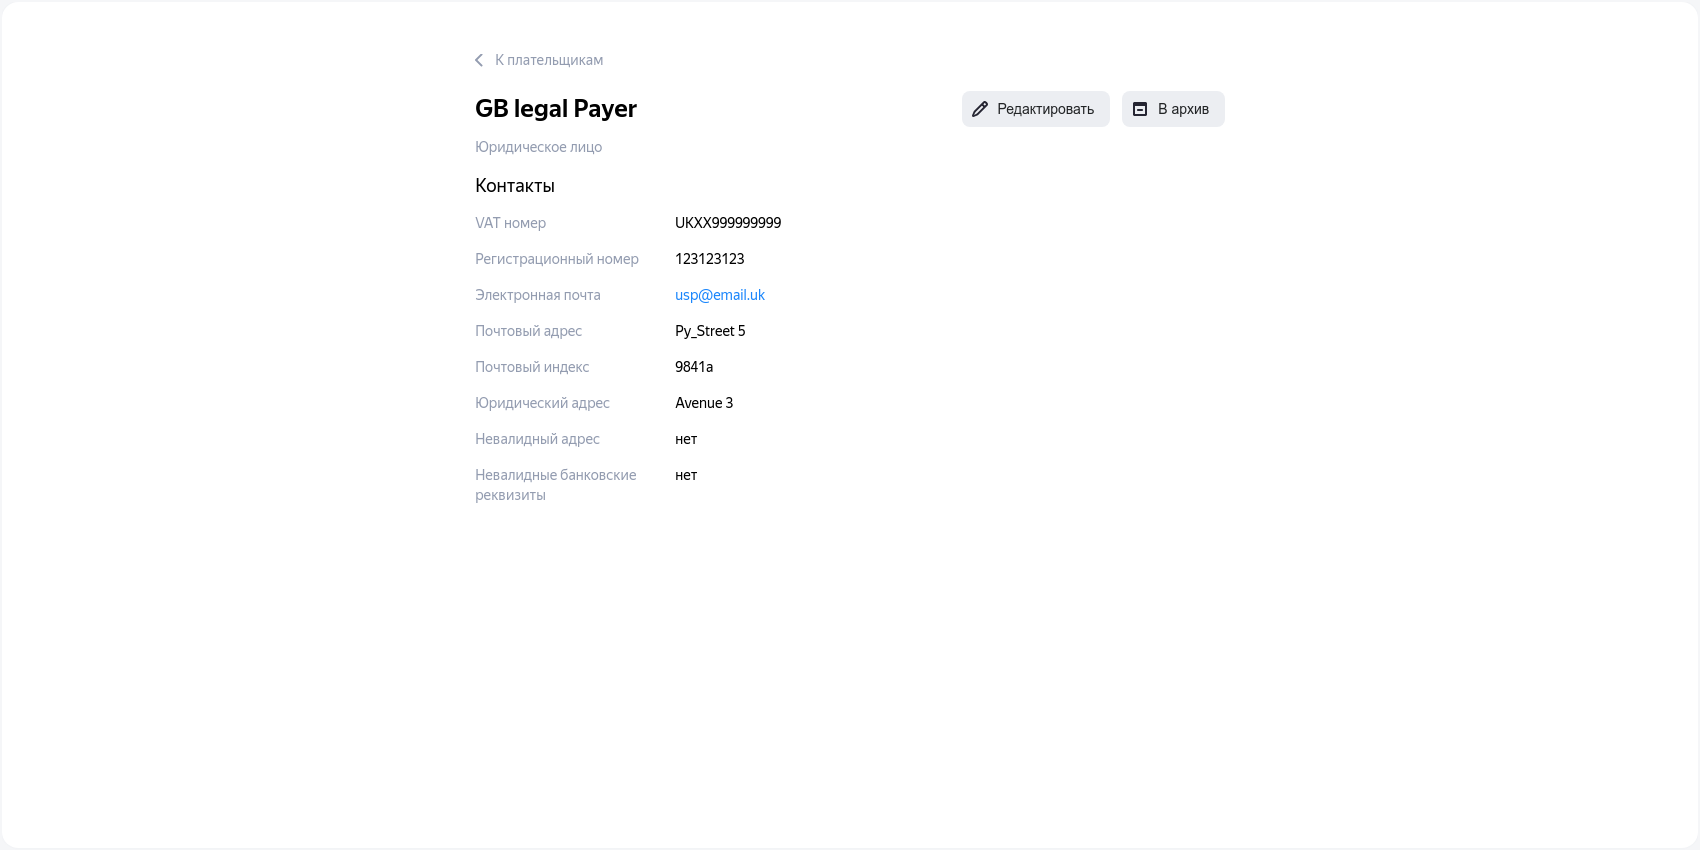 К плательщикам
GB legal Payer
Редактировать
В архив
Юридическое лицо
Контакты
VAT номер UKXX999999999
Регистрационный номер 123123123
Электронная почта usp@email.uk
Почтовый адрес Py_Street 5
Почтовый индекс 9841a
Юридический адрес Avenue 3
Невалидный адрес нет
Невалидные банковские реквизиты нет